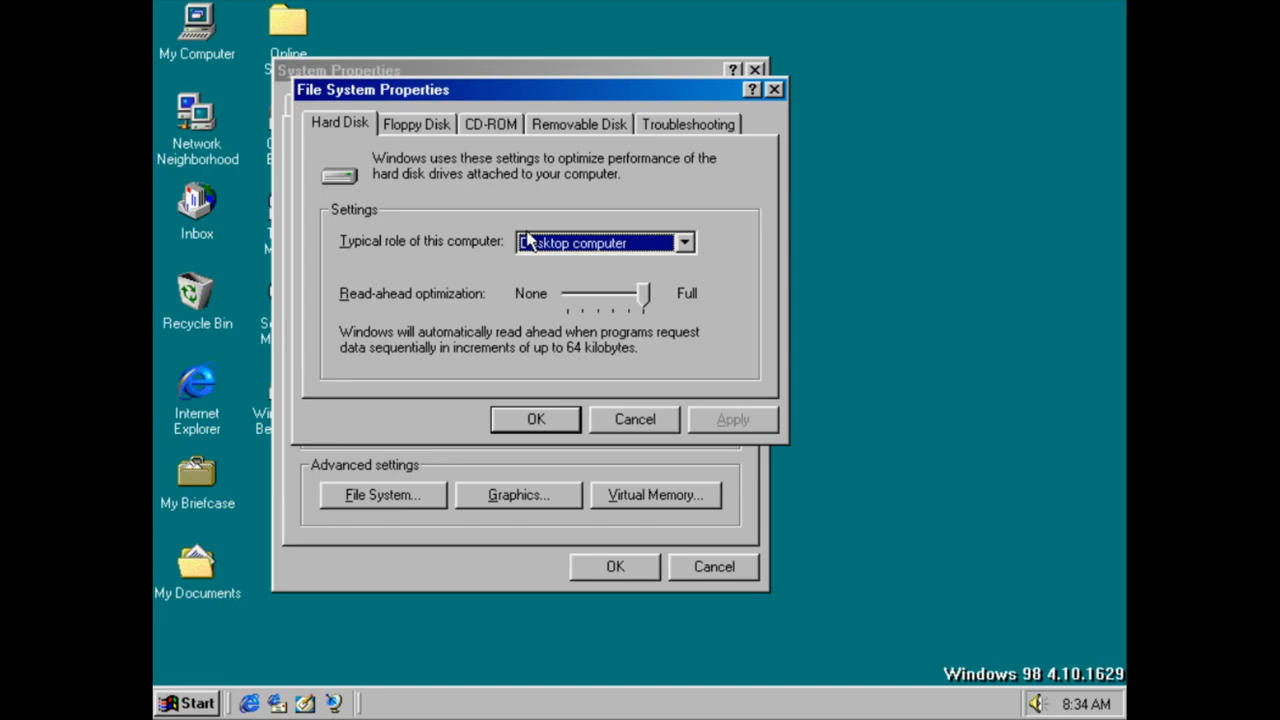 My Computer
Online
S
System Properties
File System Properties
Hard Disk
Floppy Disk
CD-ROM
Removable Disk
Troubleshooting
Windows uses these settings to optimize performance of the
hard disk drives attached to your computer.
Settings
Typical role of this computer:
Desktop computer
Read-ahead optimization:
None
Full
Windows will automatically read ahead when programs request
data sequentially in increments of up to 64 kilobytes.
OK
Cancel
Apply
Advanced settings
File System...
Graphics...
Virtual Memory...
OK
Cancel
Network
Neighborhood
Inbox
Recycle Bin
Internet
Explorer
My Briefcase
My Documents
Windows 98 4.10.1629
Start
8:34 AM